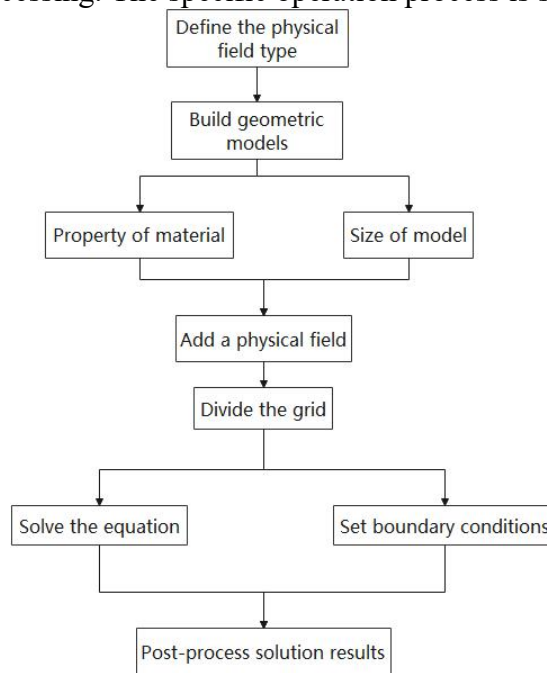 Define the physical
field type
Build geometric
models
Property of material
Size of model
Add a physical field
Divide the grid
Solve the equation
Set boundary conditions
Post-process solution results